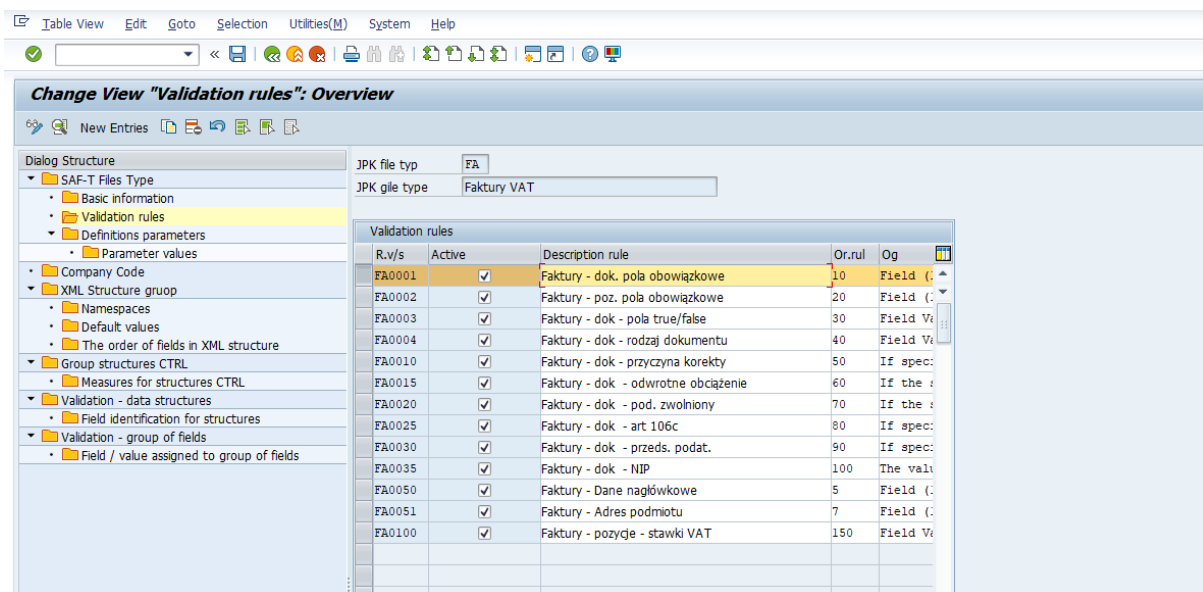 Table View Edit Goto Selection Utilities(M) System Help
Change View "Validation rules": Overview
New Entries
Dialog Structure
SAF-T Files Type
Basic information
Validation rules
Definitions parameters
Parameter values
Company Code
XML Structure gruop
Namespaces
Default values
The order of fields in XML structure
Group structures CTRL
Measures for structures CTRL
Validation - data structures
Field identification for structures
Validation - group of fields
Field / value assigned to group of fields
JPK file typ FA
JPK gile type Faktury VAT
Validation rules
R.v/s Active Description rule Or.rul Og
FA0001 Faktury - dok. pola obowiązkowe 10 Field (
FA0002 Faktury - poz. pola obowiązkowe 20 Field (
FA0003 Faktury - dok - pola true/false 30 Field
FA0004 Faktury - dok - rodzaj dokumentu 40 Field
FA0010 Faktury - dok - przyczyna korekty 50 If
FA0015 Faktury - dok - odwrotne obciążenie 60 If the
FA0020 Faktury - dok - pod. zwolniony 70 If the
FA0025 Faktury - dok - art 106c 80 If
FA0030 Faktury - dok - przeds. podat. 90 If
FA0035 Faktury - dok - NIP 100 The
FA0050 Faktury - Dane nagłówkowe 5 Field (
FA0051 Faktury - Adres podmiotu 7 Field (
FA0100 Faktury - pozycje - stawki VAT 150 Field